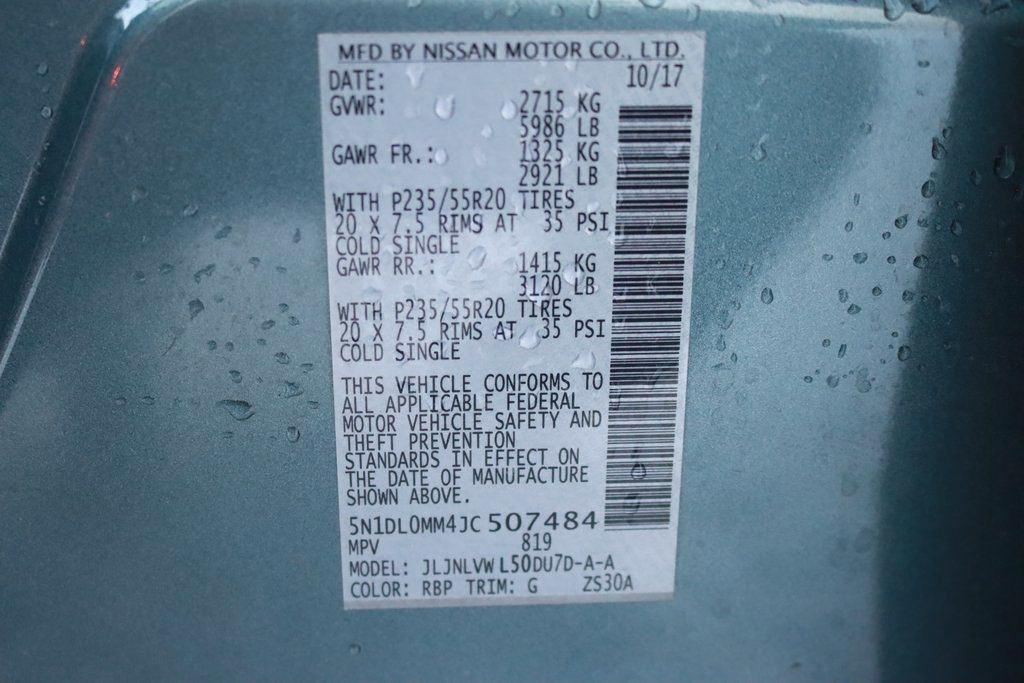 MFD BY NISSAN MOTOR CO., LTD.
DATE: 10/17
GVWR: 2715 KG
5986 LB
GAWR FR.: 1325 KG
2921 LB
WITH P235/55R20 TIRES
20 X 7.5 RIMS AT 35 PSI
COLD SINGLE
GAWR RR.: 1415 KG
3120 LB
WITH P235/55R20 TIRES
20 X 7.5 RIMS AT 35 PSI
COLD SINGLE
THIS VEHICLE CONFORMS TO
ALL APPLICABLE FEDERAL
MOTOR VEHICLE SAFETY AND
THEFT PREVENTION
STANDARDS IN EFFECT ON
THE DATE OF MANUFACTURE
SHOWN ABOVE.
5N1DL0MM4JC507484
MPV 819
MODEL: JLJNLVWL50DU7D-A-A
COLOR: RBP TRIM: G ZS30A